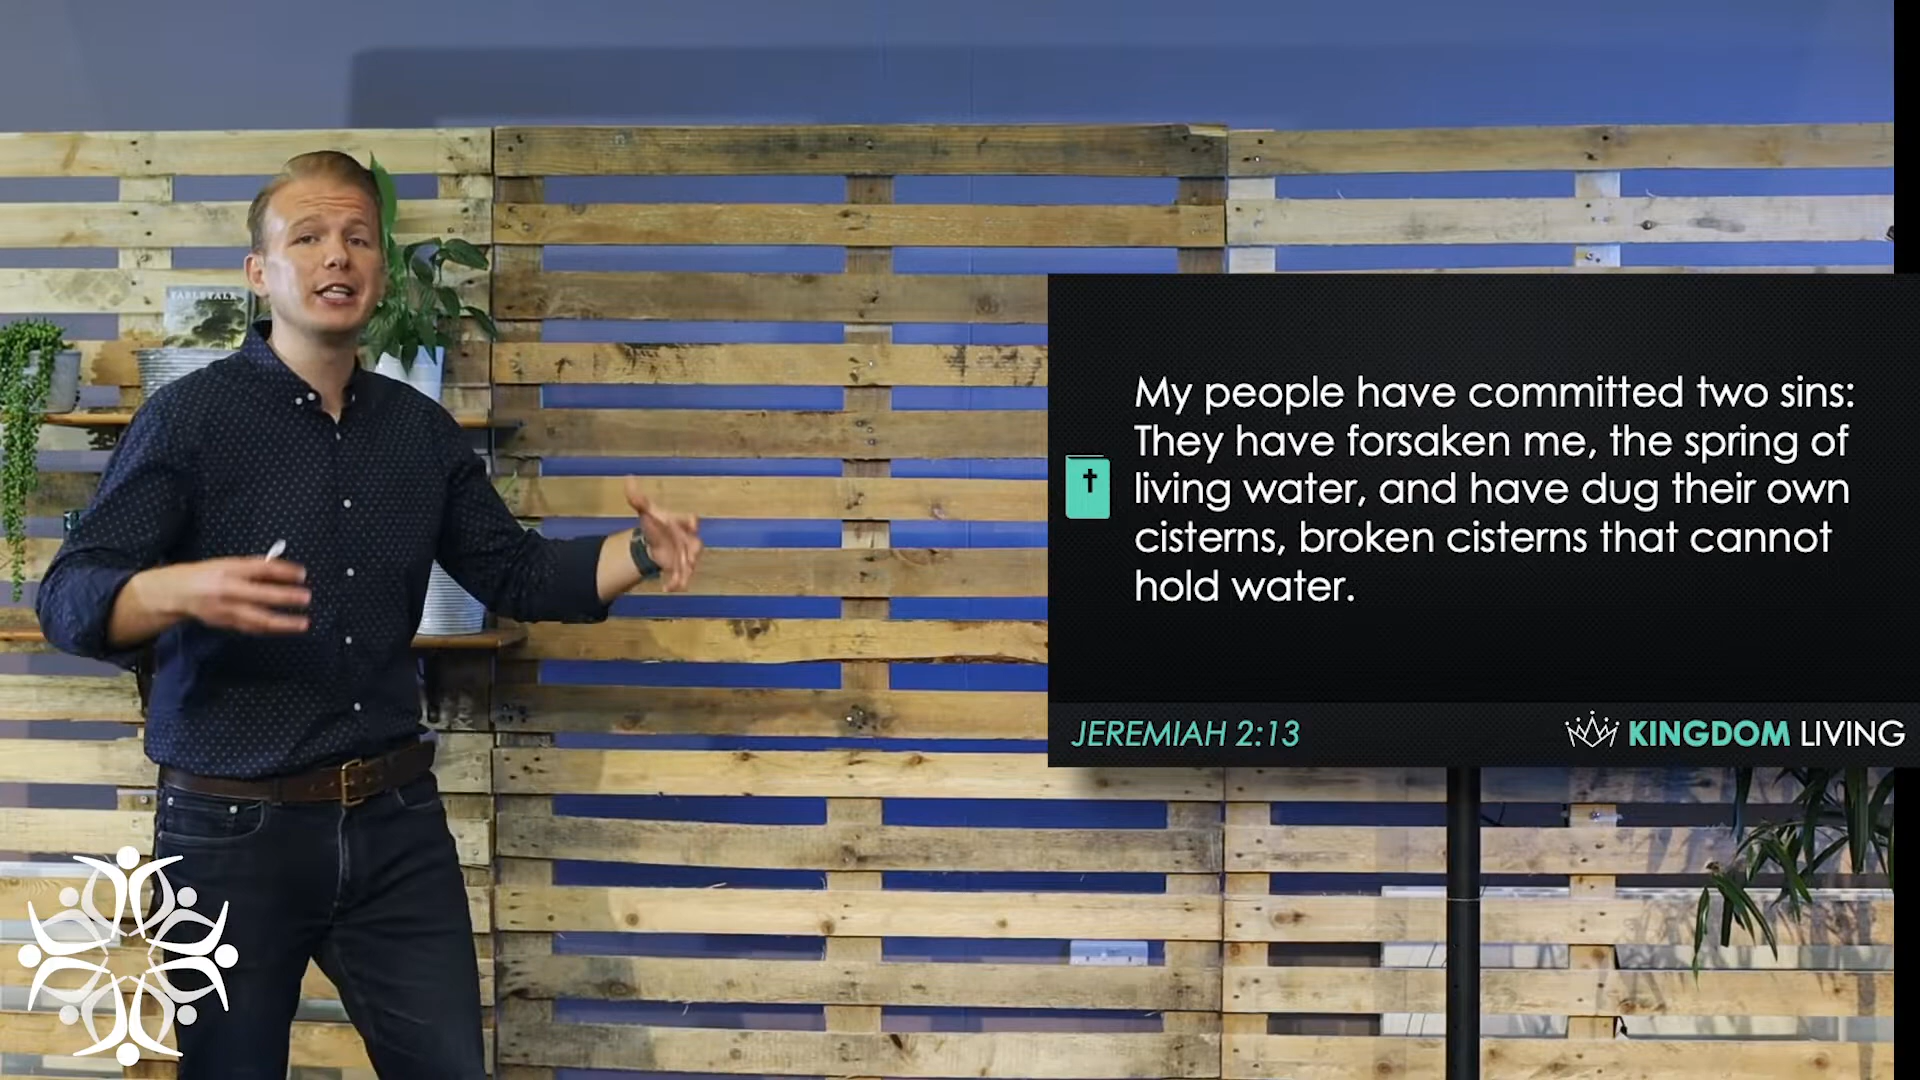 TABLETALK
My people have committed two sins:
They have forsaken me, the spring of
living water, and have dug their own
cisterns, broken cisterns that cannot
hold water.
JEREMIAH 2:13
KINGDOM LIVING